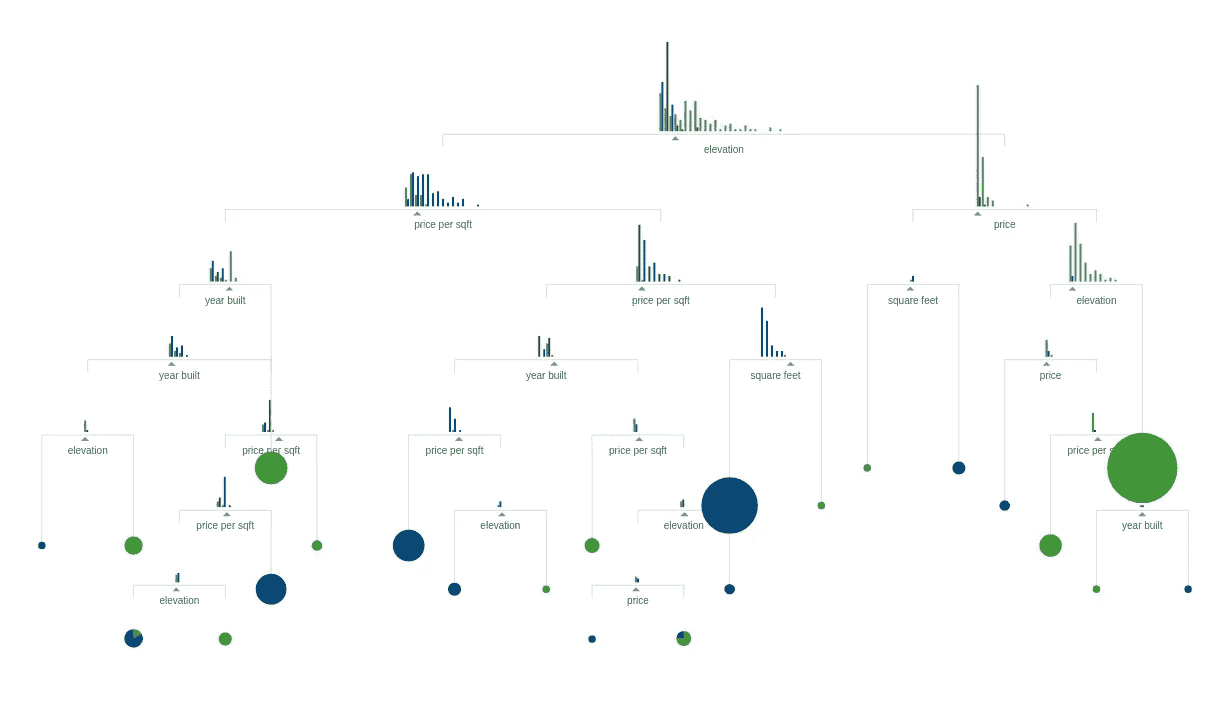 elevation
price per sqft
price
year built
price per sqft
square feet
elevation
year built
year built
square feet
price
elevation
price per sqft
price per sqft
price per sqft
price per
price per sqft
elevation
elevation
year built
elevation
price